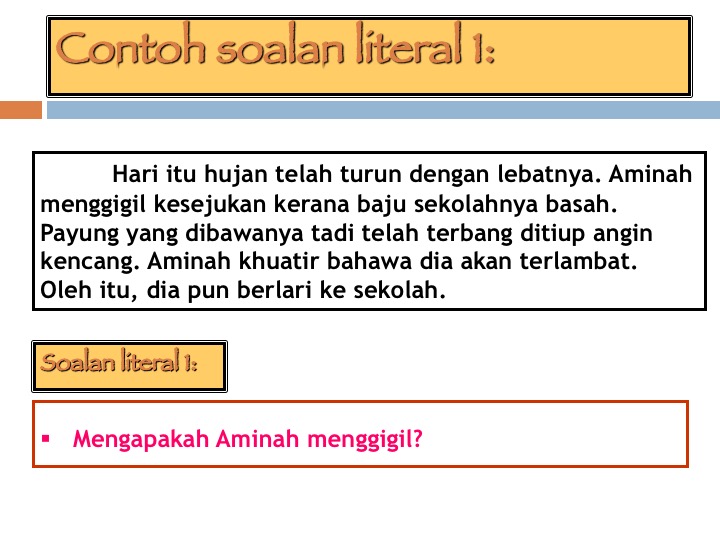 Contoh soalan literal 1:
Hari itu hujan telah turun dengan lebatnya. Aminah
menggigil kesejukan kerana baju sekolahnya basah.
Payung yang dibawanya tadi telah terbang ditiup angin
kencang. Aminah khuatir bahawa dia akan terlambat.
Oleh itu, dia pun berlari ke sekolah.
Soalan literal 1:
▪ Mengapakah Aminah menggigil?